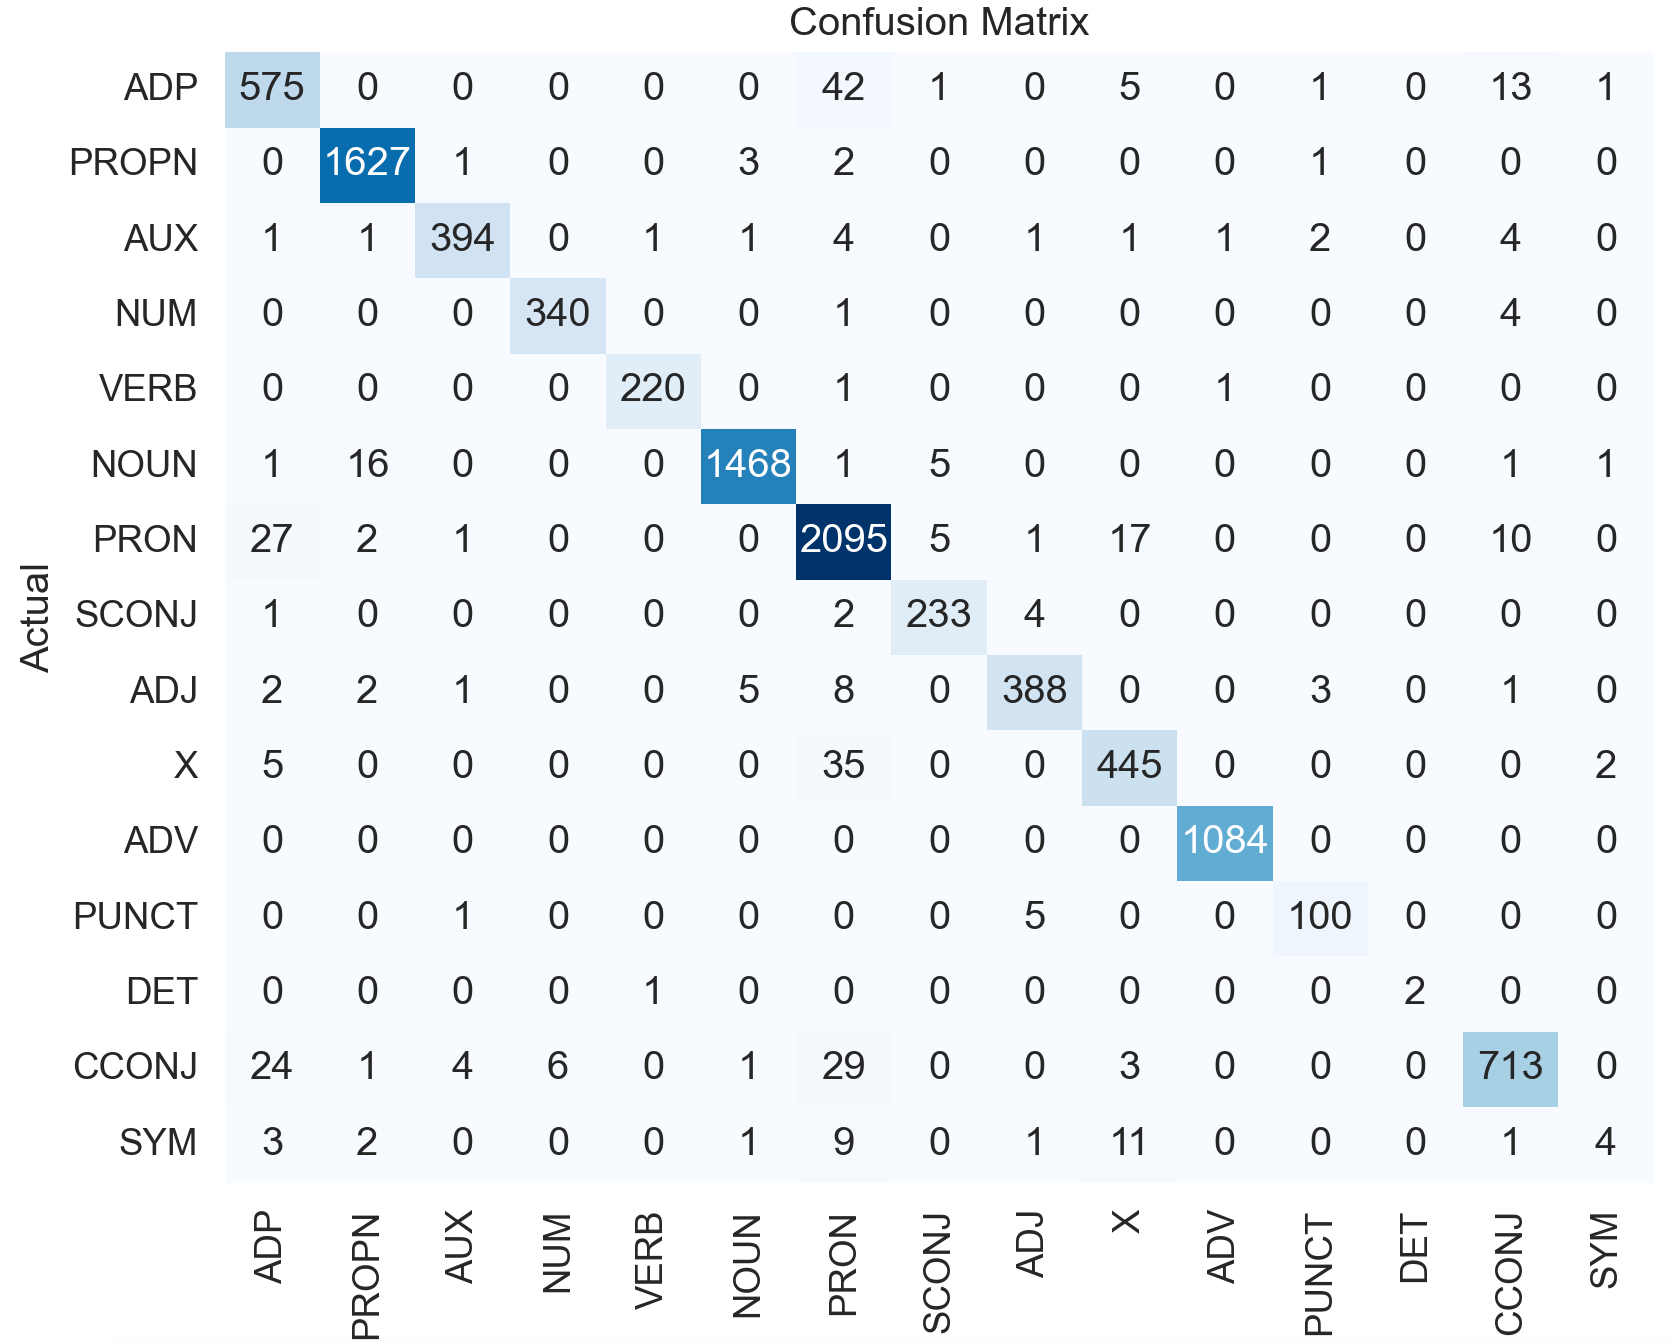 Confusion Matrix
ADP 575 0 0 0 0 0 42 1 0 5 0 1 0 13 1
PROPN 0 1627 1 0 0 3 2 0 0 0 0 1 0 0 0
AUX 1 1 394 0 1 1 4 0 1 1 1 2 0 4 0
NUM 0 0 0 340 0 0 1 0 0 0 0 0 0 4 0
VERB 0 0 0 0 220 0 1 0 0 0 1 0 0 0 0
NOUN 1 16 0 0 0 1468 1 5 0 0 0 0 0 1 1
PRON 27 2 1 0 0 0 2095 5 1 17 0 0 0 10 0
Actual
SCONJ 1 0 0 0 0 0 2 233 4 0 0 0 0 0 0
ADJ 2 2 1 0 0 5 8 0 388 0 0 3 0 1 0
X 5 0 0 0 0 0 35 0 0 445 0 0 0 0 2
ADV 0 0 0 0 0 0 0 0 0 0 1084 0 0 0 0
PUNCT 0 0 1 0 0 0 0 0 5 0 0 100 0 0 0
DET 0 0 0 0 1 0 0 0 0 0 0 0 2 0 0
CCONJ 24 1 4 6 0 1 29 0 0 3 0 0 0 713 0
SYM 3 2 0 0 0 1 9 0 1 11 0 0 0 1 4
ADP PROPN AUX NUM VERB NOUN PRON SCONJ ADJ X ADV PUNCT DET CCONJ SYM